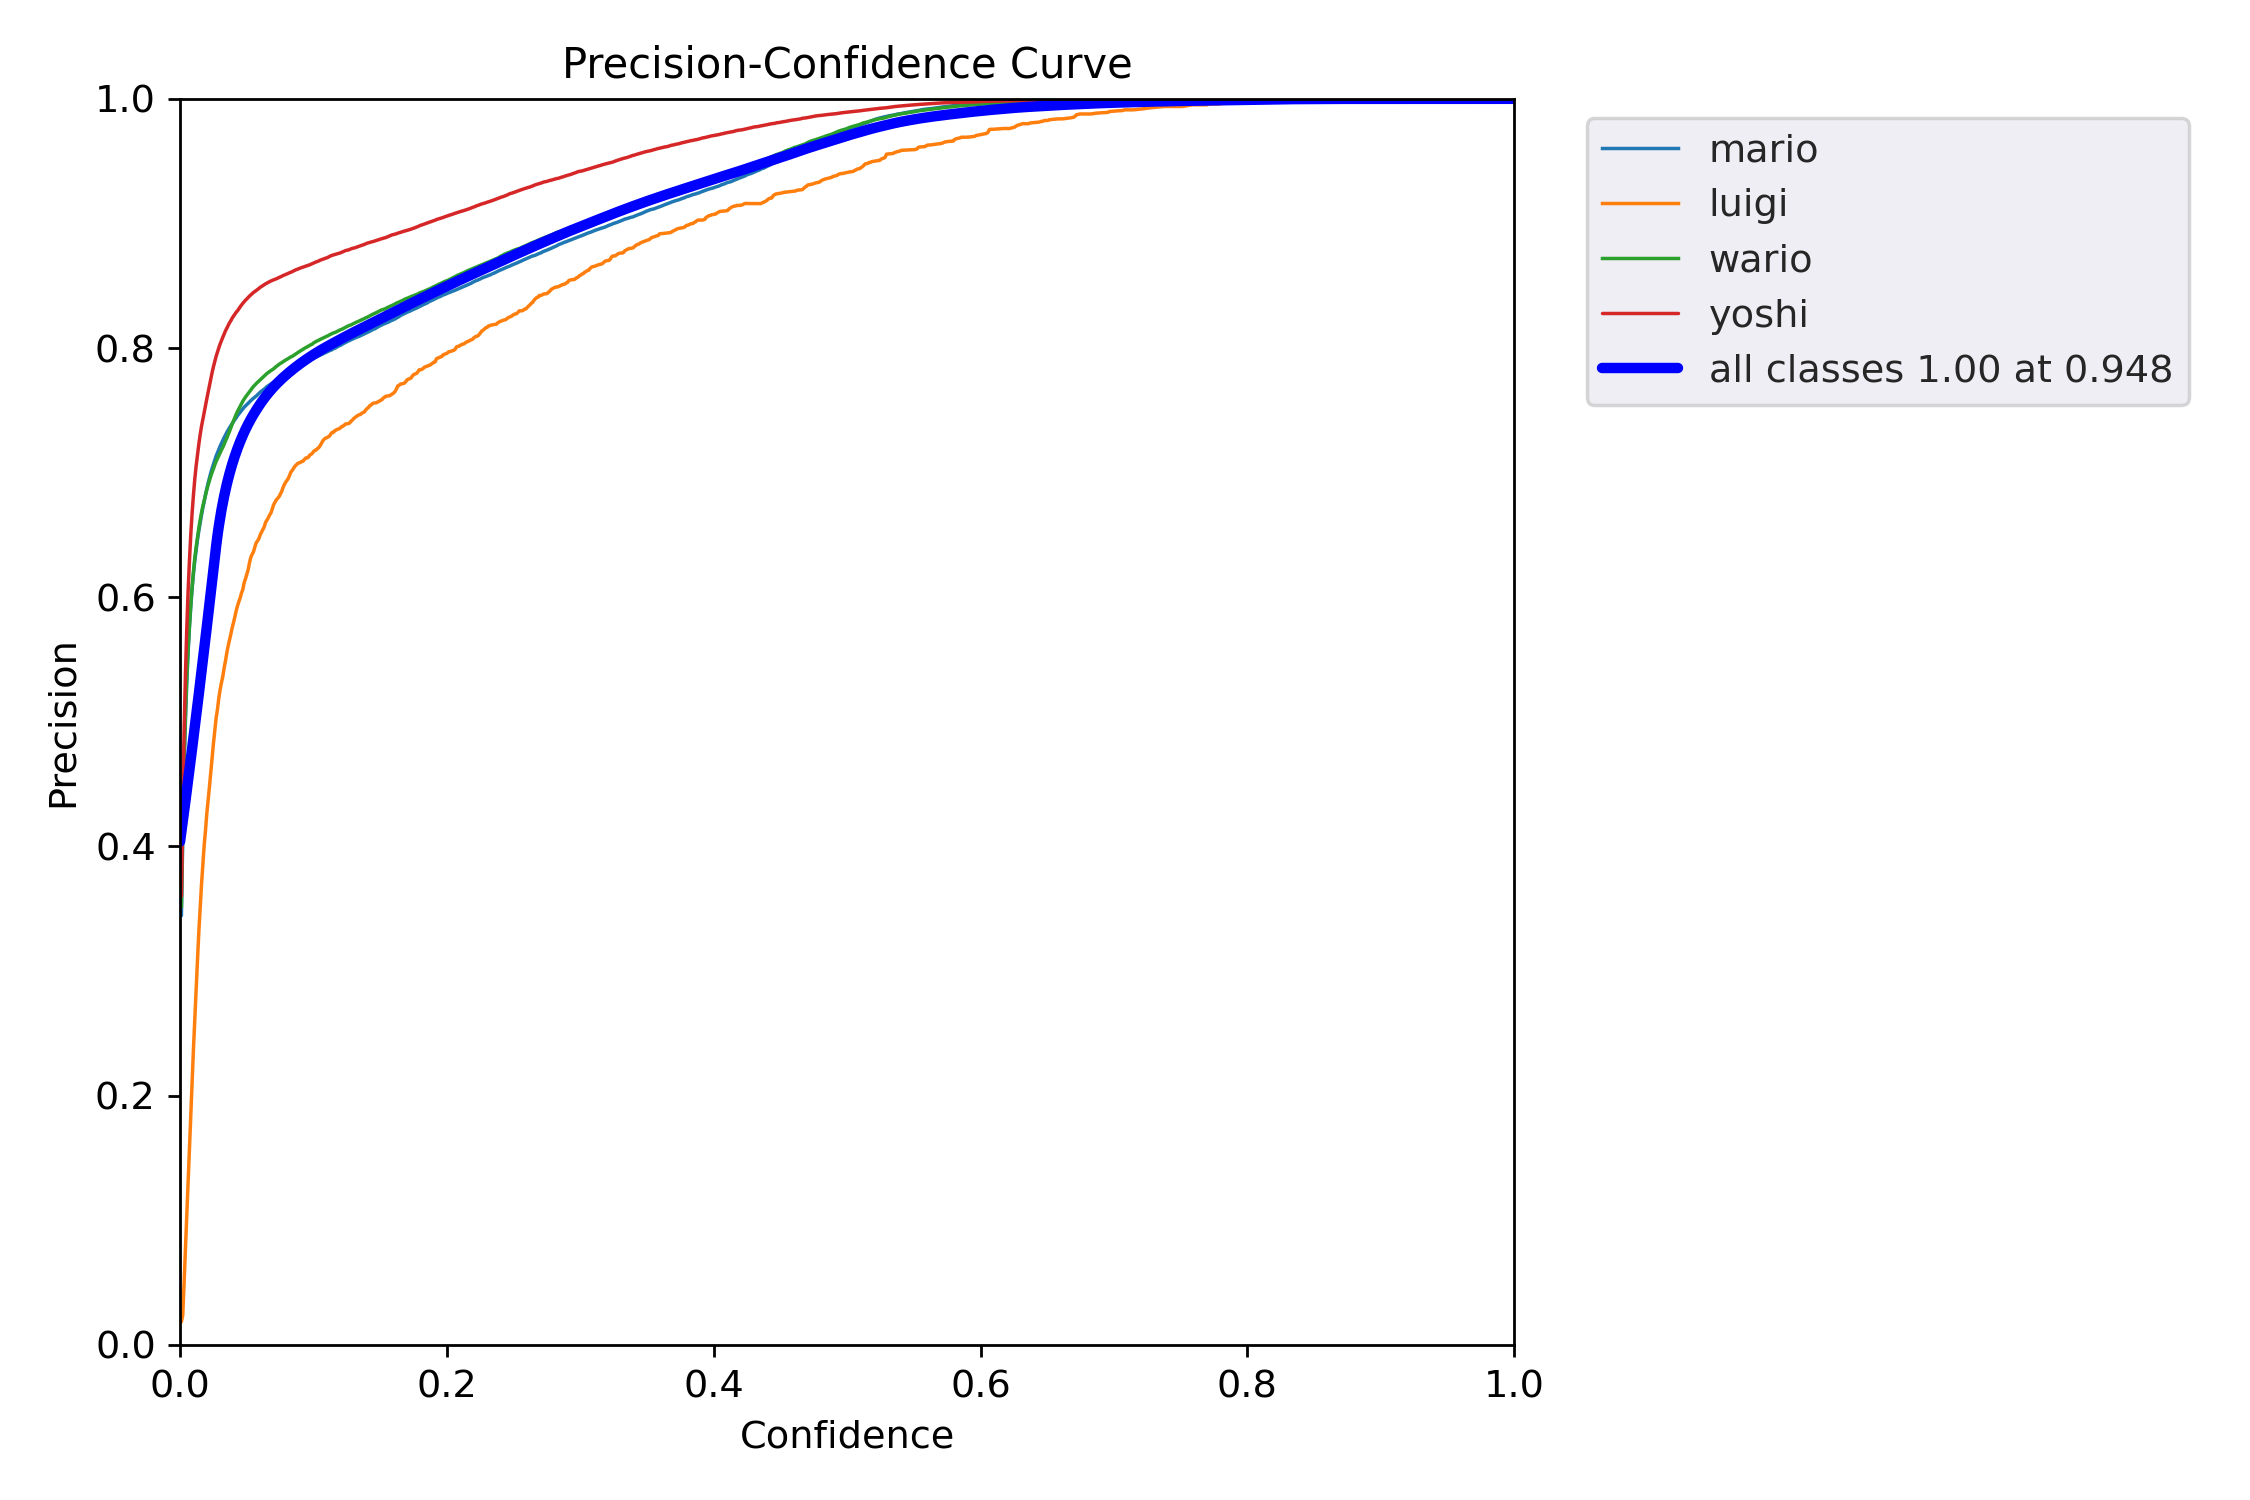 Precision-Confidence Curve
1.0
0.8
0.6
0.4
0.2
0.0
Precision
0.0 0.2 0.4 0.6 0.8 1.0
Confidence
mario
luigi
wario
yoshi
all classes 1.00 at 0.948